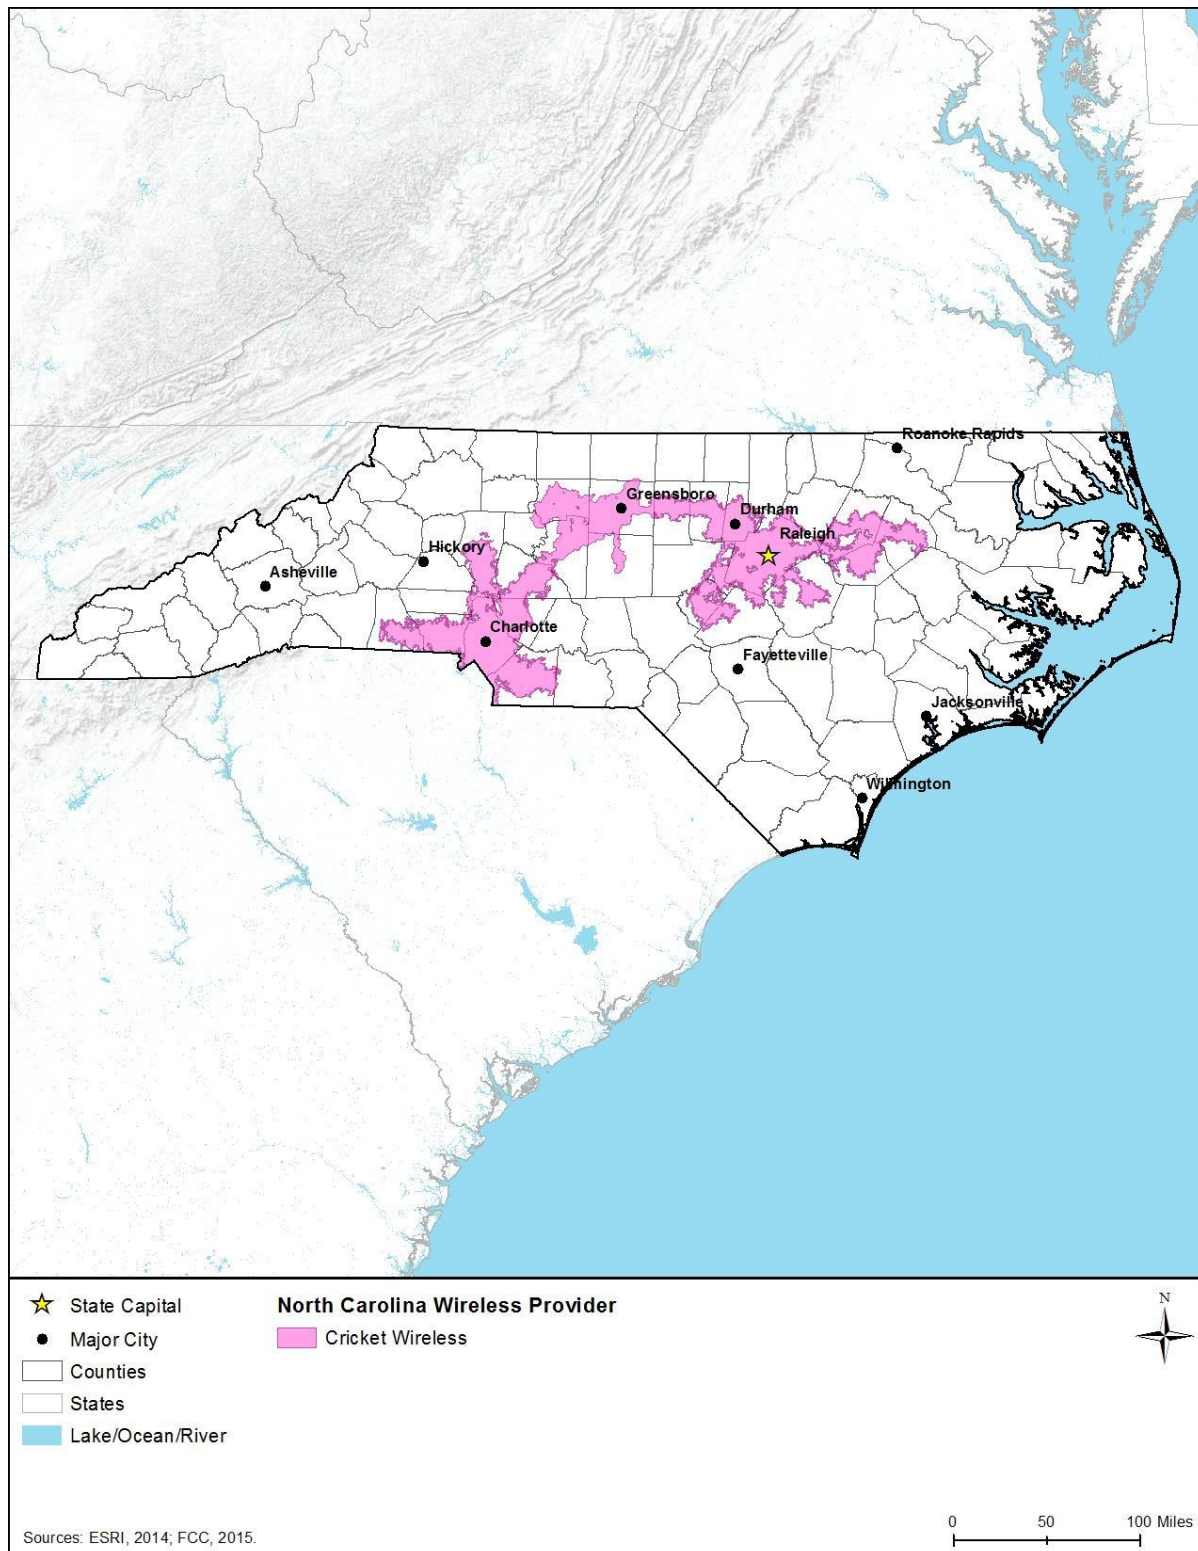 Roanoke Rapids
Greensboro
Durham
Raleigh
Hickory
Asheville
Charlotte
Fayetteville
Jacksonville
Wilmington
State Capital
Major City
Counties
States
Lake/Ocean/River
North Carolina Wireless Provider
Cricket Wireless
N
Sources: ESRI, 2014; FCC, 2015.
0 50 100 Miles